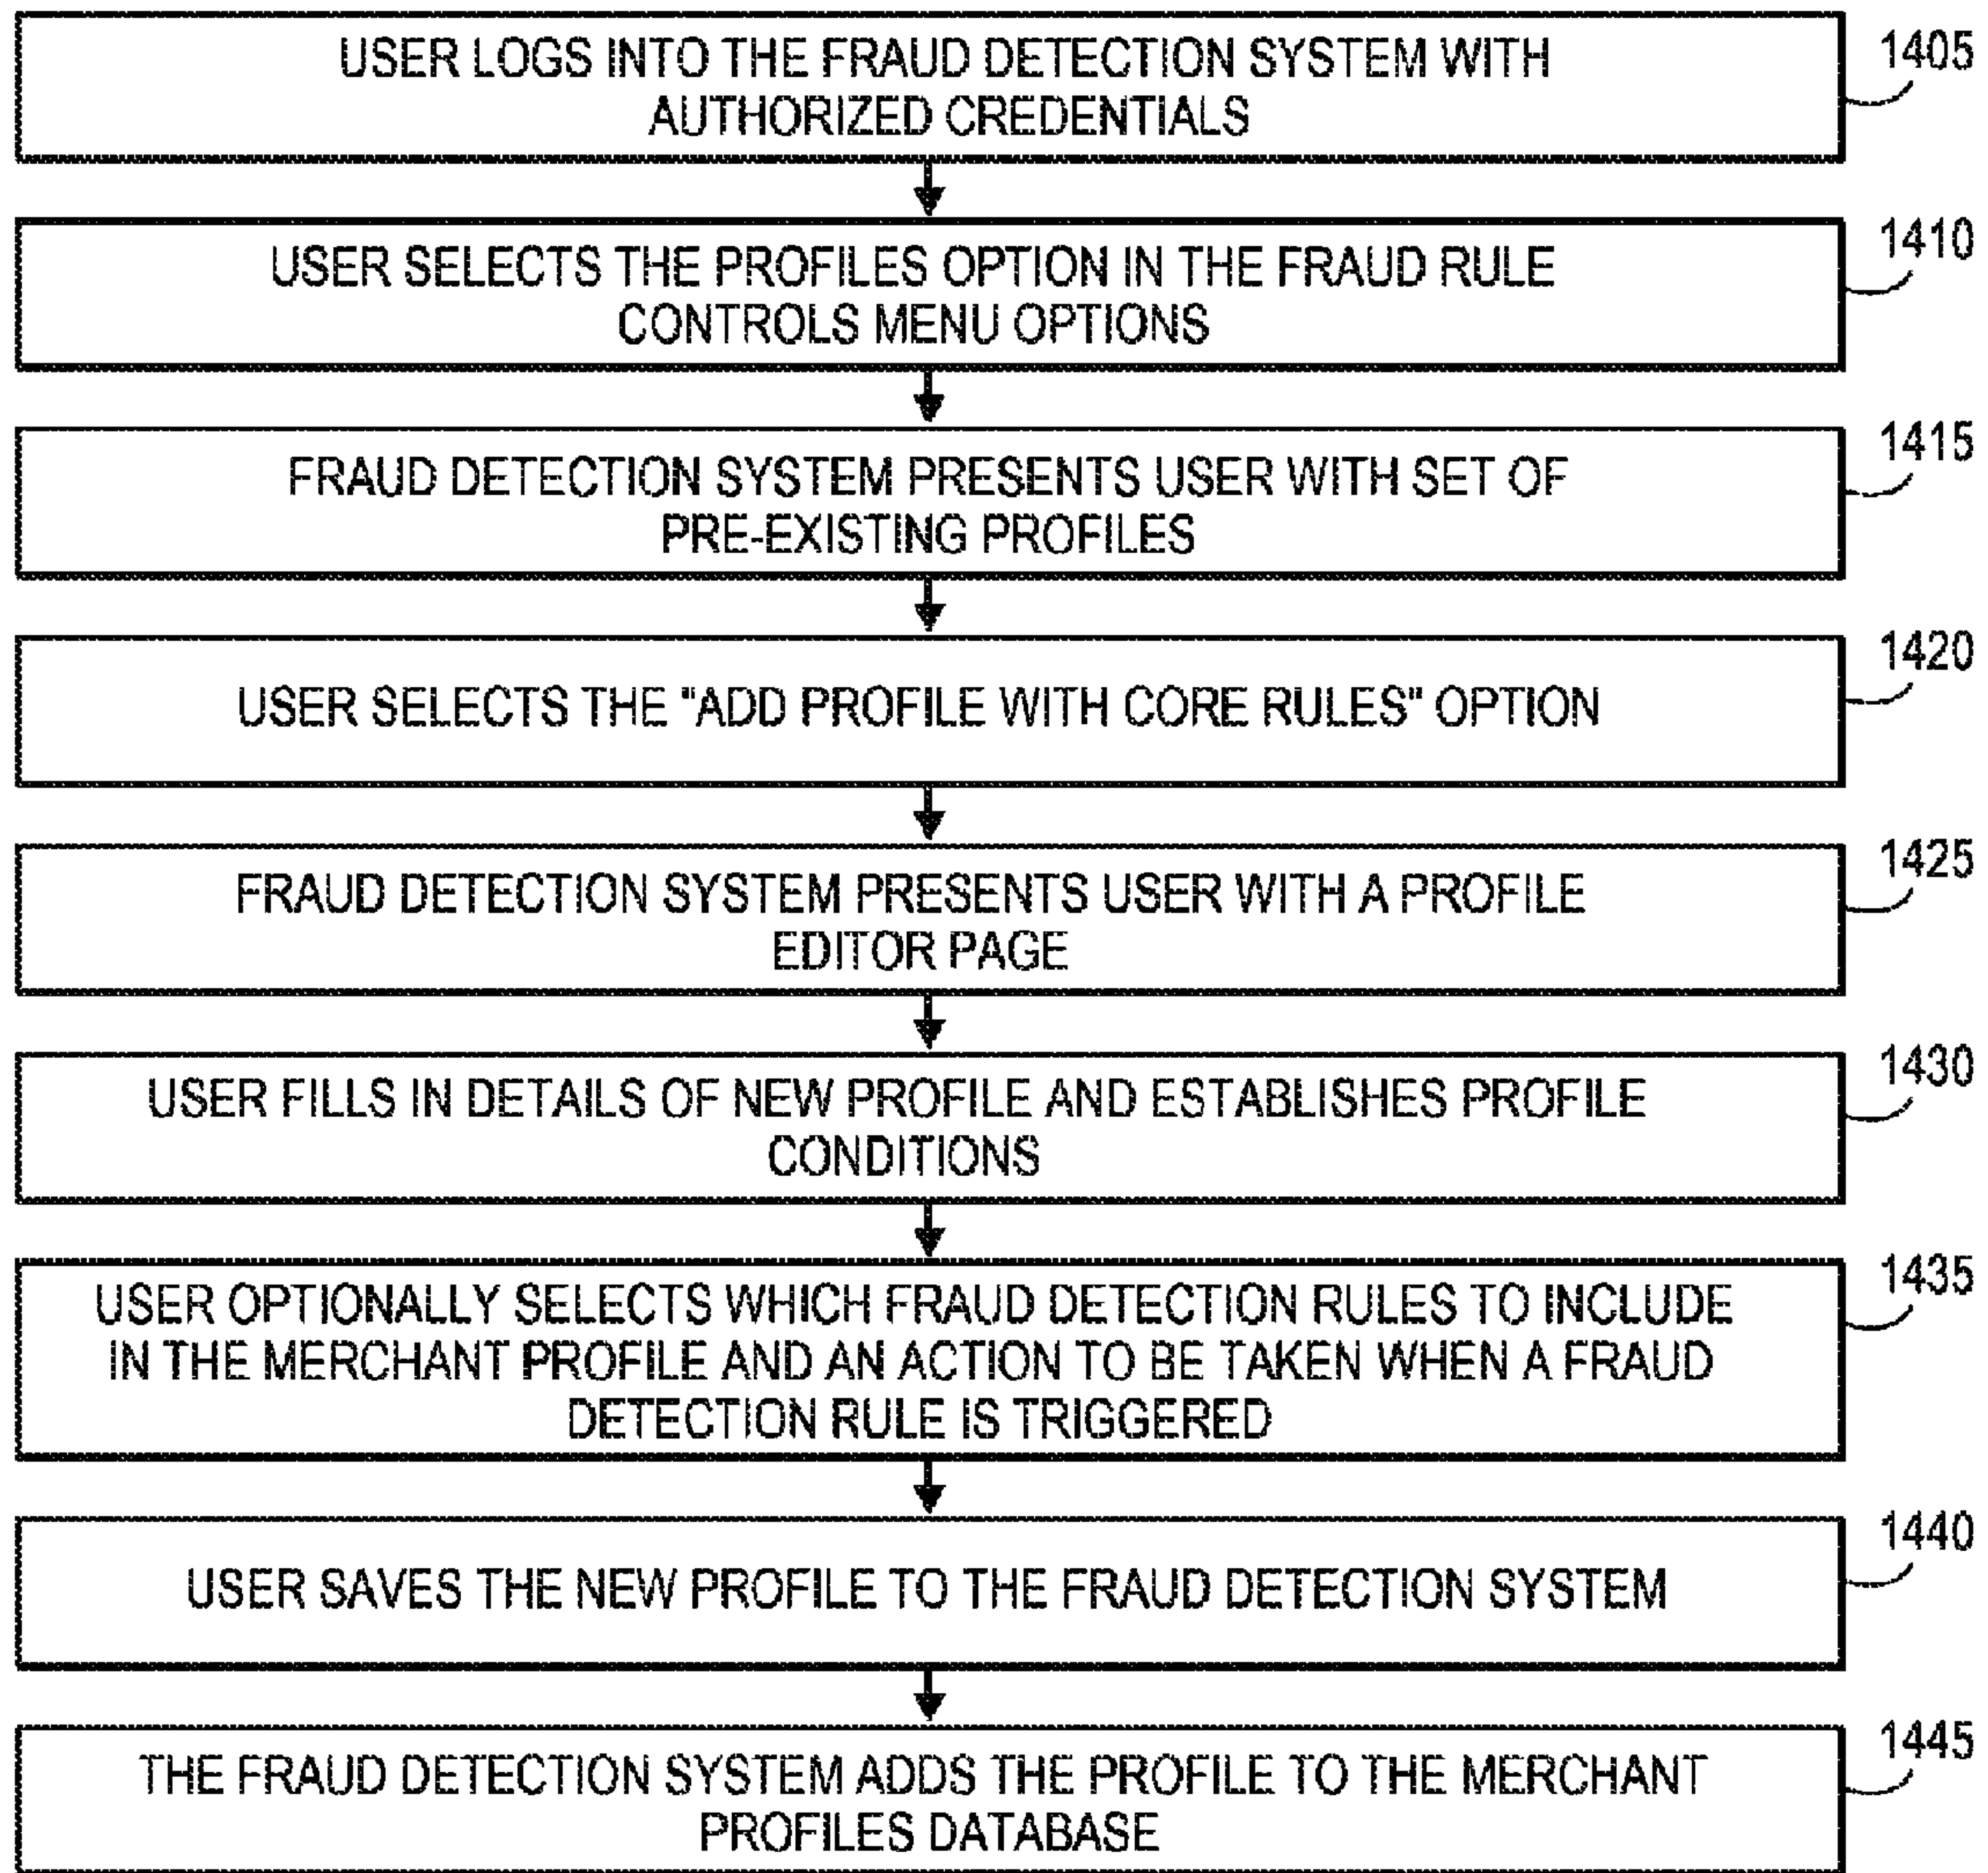 USER LOGS INTO THE FRAUD DETECTION SYSTEM WITH
AUTHORIZED CREDENTIALS
1405
USER SELECTS THE PROFILES OPTION IN THE FRAUD RULE
CONTROLS MENU OPTIONS
1410
FRAUD DETECTION SYSTEM PRESENTS USER WITH SET OF
PRE-EXISTING PROFILES
1415
USER SELECTS THE "ADD PROFILE WITH CORE RULES" OPTION
1420
FRAUD DETECTION SYSTEM PRESENTS USER WITH A PROFILE
EDITOR PAGE
1425
USER FILLS IN DETAILS OF NEW PROFILE AND ESTABLISHES PROFILE
CONDITIONS
1430
USER OPTIONALLY SELECTS WHICH FRAUD DETECTION RULES TO INCLUDE
IN THE MERCHANT PROFILE AND AN ACTION TO BE TAKEN WHEN A FRAUD
DETECTION RULE IS TRIGGERED
1435
USER SAVES THE NEW PROFILE TO THE FRAUD DETECTION SYSTEM
1440
THE FRAUD DETECTION SYSTEM ADDS THE PROFILE TO THE MERCHANT
PROFILES DATABASE
1445